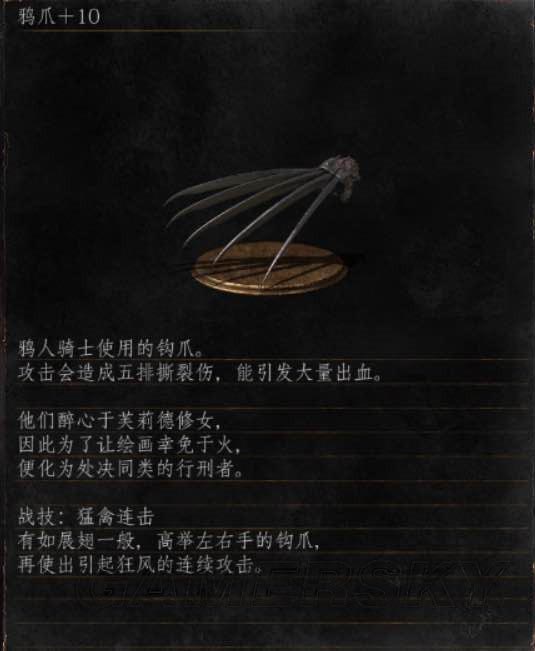 鸦爪＋10
鸦人骑士使用的钩爪。
攻击会造成五排撕裂伤，能引发大量出血。
他们醉心于芙莉德修女，
因此为了让绘画幸免于火，
便化为处决同类的行刑者。
战技：猛禽连击
有如展翅一般，高举左右手的钩爪，
再使出引起狂风的连续攻击。
GAMERSKY